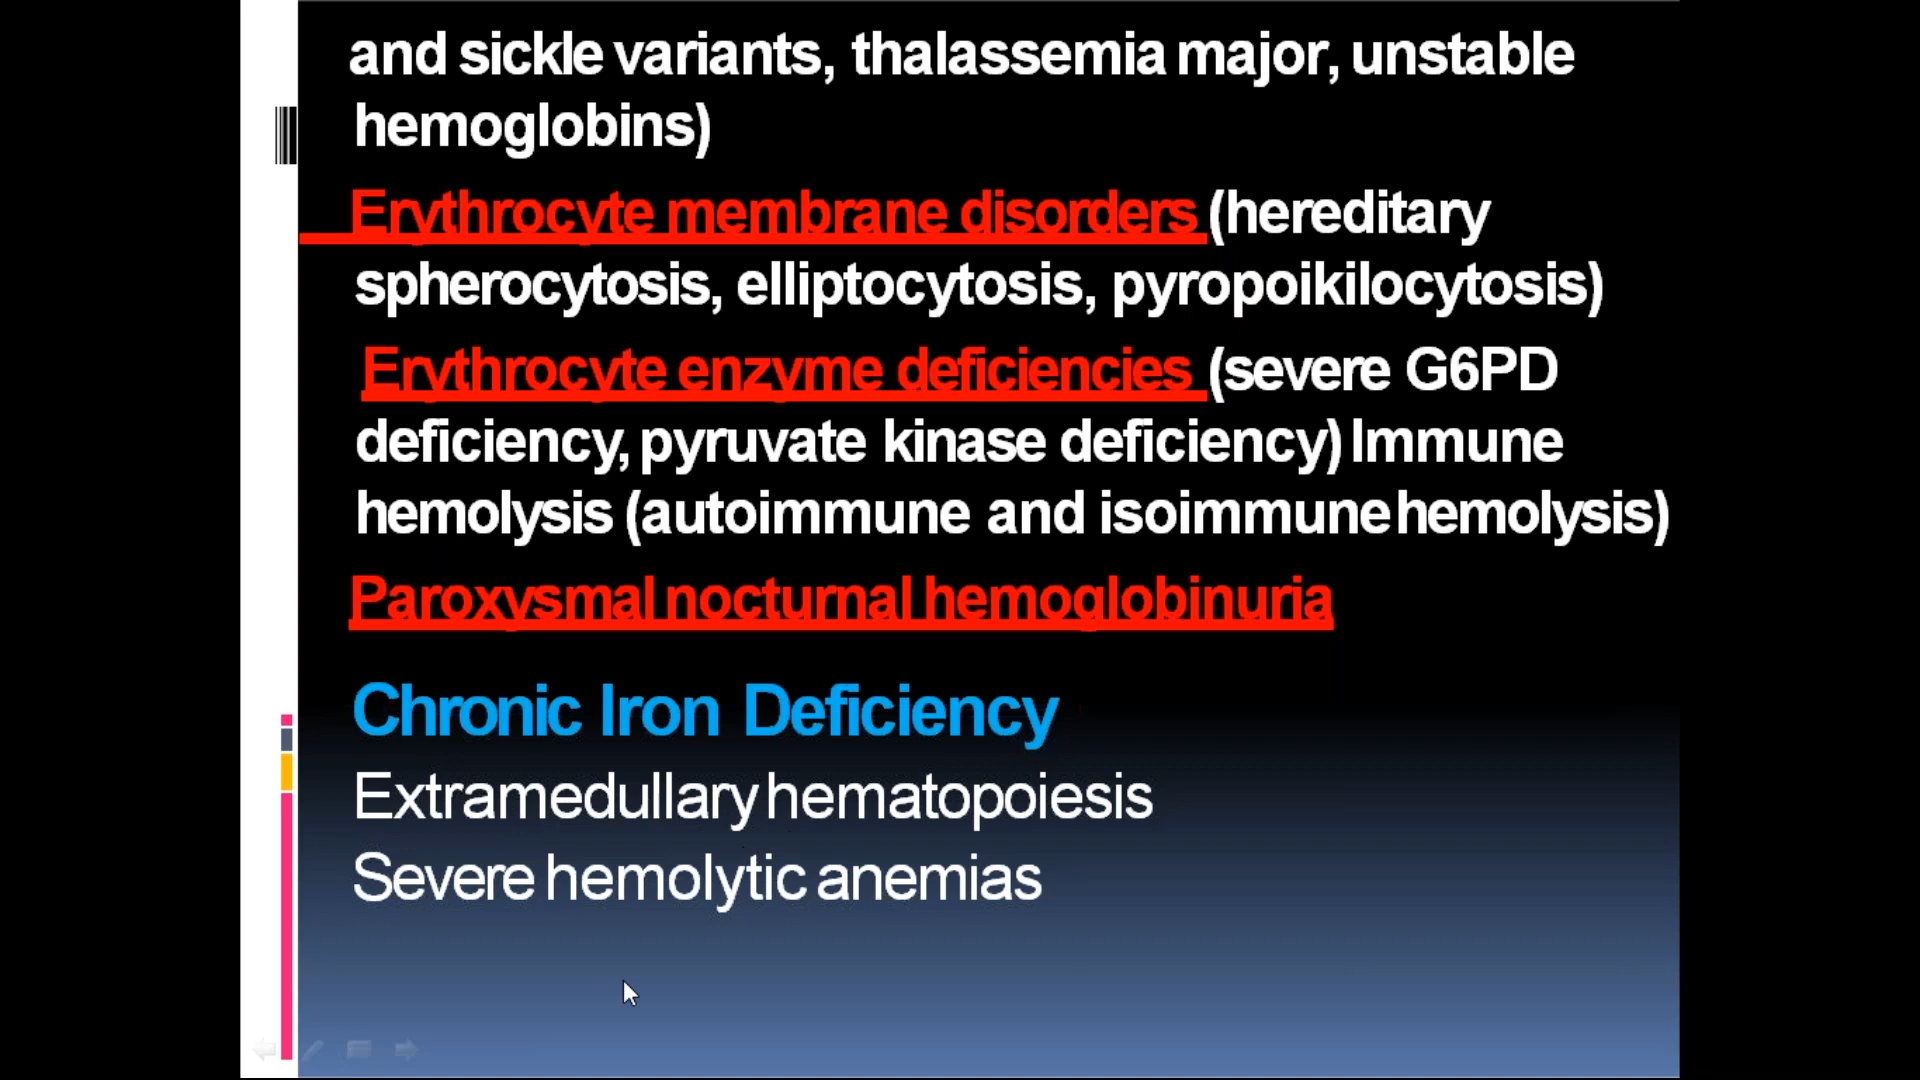 and sickle variants, thalassemia major, unstable
hemoglobins)
Erythrocyte membrane disorders (hereditary
spherocytosis, elliptocytosis, pyropoikilocytosis)
Erythrocyte enzyme deficiencies (severe G6PD
deficiency, pyruvate kinase deficiency) Immune
hemolysis (autoimmune and isoimmune hemolysis)
Paroxysmal nocturnal hemoglobinuria
Chronic Iron Deficiency
Extramedullary hematopoiesis
Severe hemolytic anemias